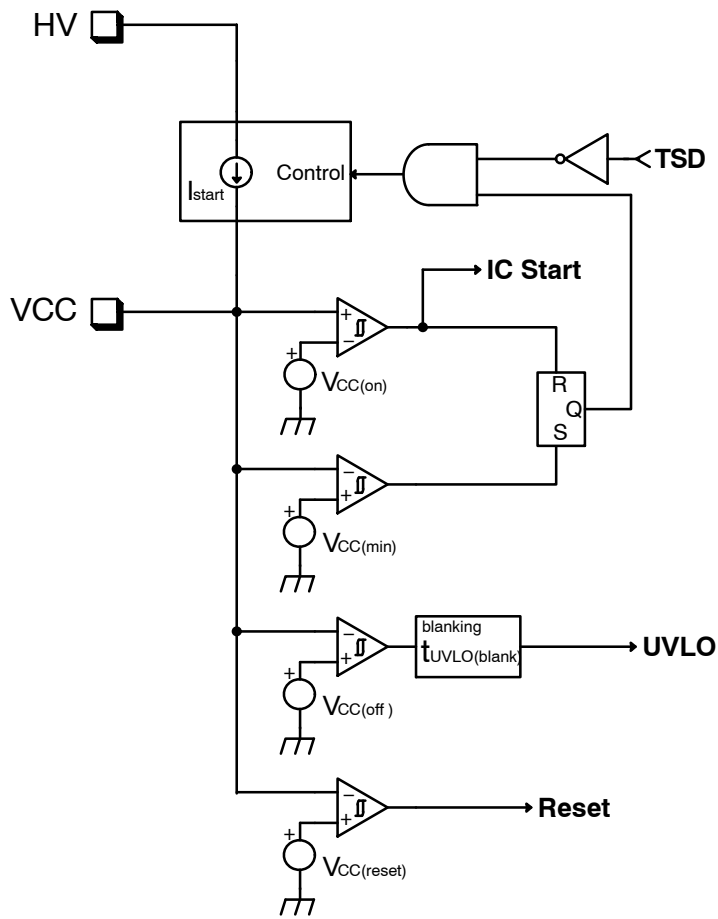 HV
TSD
Control
Istart
IC Start
VCC
+
−
+
VCC(on)
R
Q
S
−
+
+
VCC(min)
blanking
tUVLO(blank)
UVLO
−
+
+
VCC(off )
−
+
+
Reset
VCC(reset)